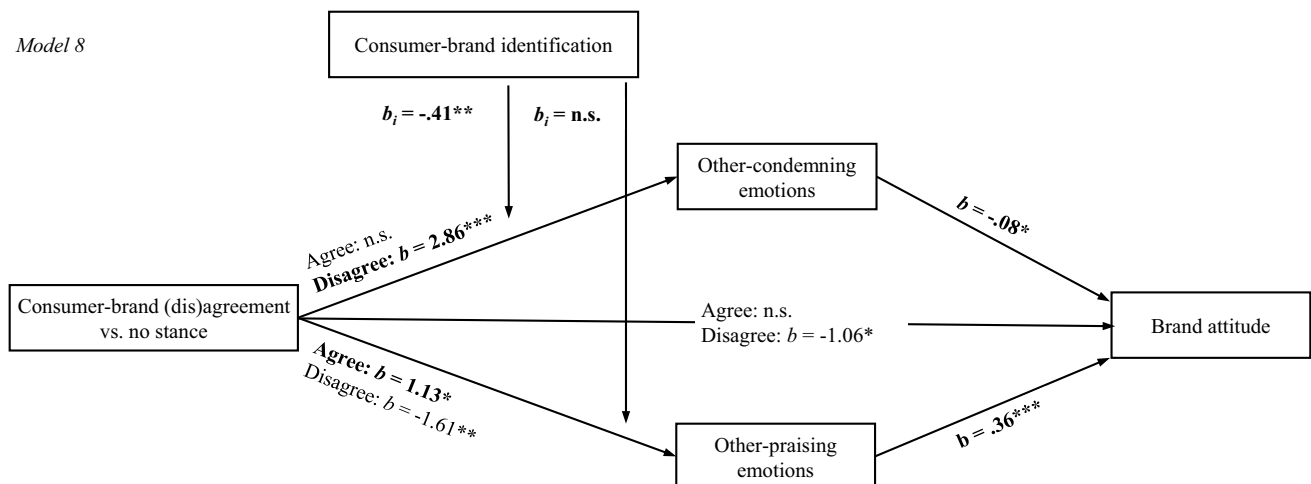 Model 8
Consumer-brand identification
b_i = -.41**
b_i = n.s.
Other-condemning
emotions
b = -.08*
Agree: n.s.
Disagree: b = 2.86***
Consumer-brand (dis)agreement
vs. no stance
Agree: n.s.
Disagree: b = -1.06*
Brand attitude
Agree: b = 1.13*
Disagree: b = -1.61**
b = .36***
Other-praising
emotions